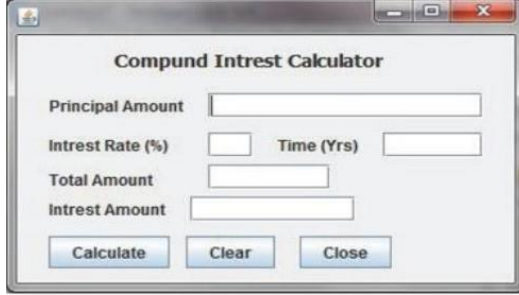 Compund Intrest Calculator
Principal Amount
Intrest Rate (%) Time (Yrs)
Total Amount
Intrest Amount
Calculate Clear Close